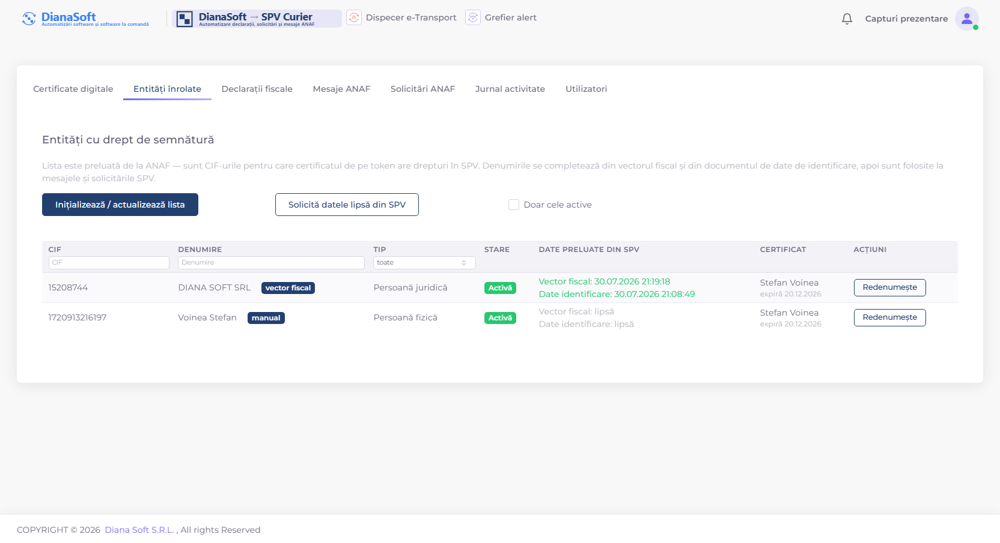 DianaSoft
Automatizări software și software la comandă
DianaSoft → SPV Curier
Automatizare declarații, solicitări și mesaje ANAF
Dispecer e-Transport
Grefier alert
Capturi prezentare
Certificate digitale
Entități înrolate
Declarații fiscale
Mesaje ANAF
Solicitări ANAF
Jurnal activitate
Utilizatori
Entități cu drept de semnătură
Lista este preluată de la ANAF — sunt CIF-urile pentru care certificatul de pe token are drepturi în SPV. Denumirile se completează din vectorul fiscal și din documentul de date de identificare, apoi sunt folosite la
mesajele și solicitările SPV.
Inițializează / actualizează lista
Solicită datele lipsă din SPV
Doar cele active
CIF DENUMIRE TIP STARE DATE PRELUATE DIN SPV CERTIFICAT ACȚIUNI
CIF Denumire toate
15208744 DIANA SOFT SRL vector fiscal Persoană juridică Activă Vector fiscal: 30.07.2026 21:19:18 Stefan Voinea Redenumește
Date identificare: 30.07.2026 21:08:49 expiră 20.12.2026
1720913216197 Voinea Stefan manual Persoană fizică Activă Vector fiscal: lipsă Stefan Voinea Redenumește
Date identificare: lipsă expiră 20.12.2026
COPYRIGHT © 2026 Diana Soft S.R.L. , All rights Reserved